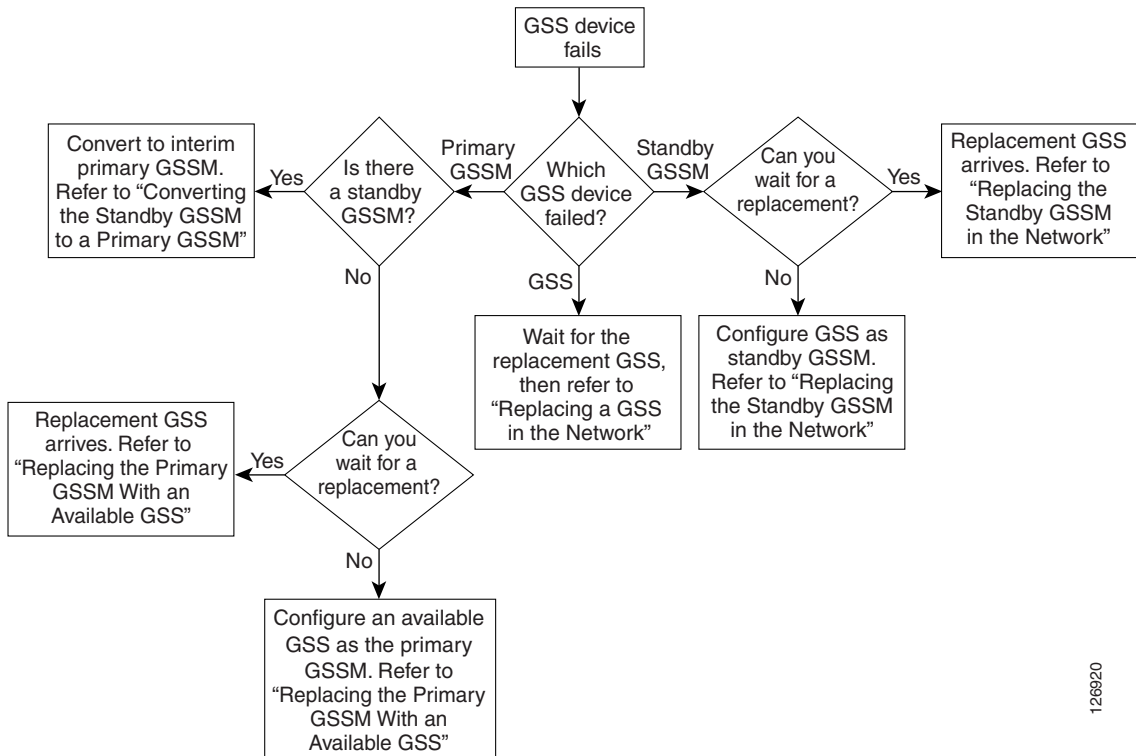 GSS device
fails
Which
GSS device
failed?
Primary
GSSM
Is there
a standby
GSSM?
Yes
Convert to interim
primary GSSM.
Refer to “Converting
the Standby GSSM
to a Primary GSSM”
No
Can you
wait for a
replacement?
Yes
Replacement GSS
arrives. Refer to
“Replacing the Primary
GSSM With an
Available GSS”
No
Configure an available
GSS as the primary
GSSM. Refer to
“Replacing the Primary
GSSM With an
Available GSS”
GSS
Wait for the
replacement GSS,
then refer to
“Replacing a GSS
in the Network”
Standby
GSSM
Can you
wait for a
replacement?
Yes
Replacement GSS
arrives. Refer to
“Replacing the
Standby GSSM
in the Network”
No
Configure GSS as
standby GSSM.
Refer to “Replacing
the Standby GSSM
in the Network”
126920